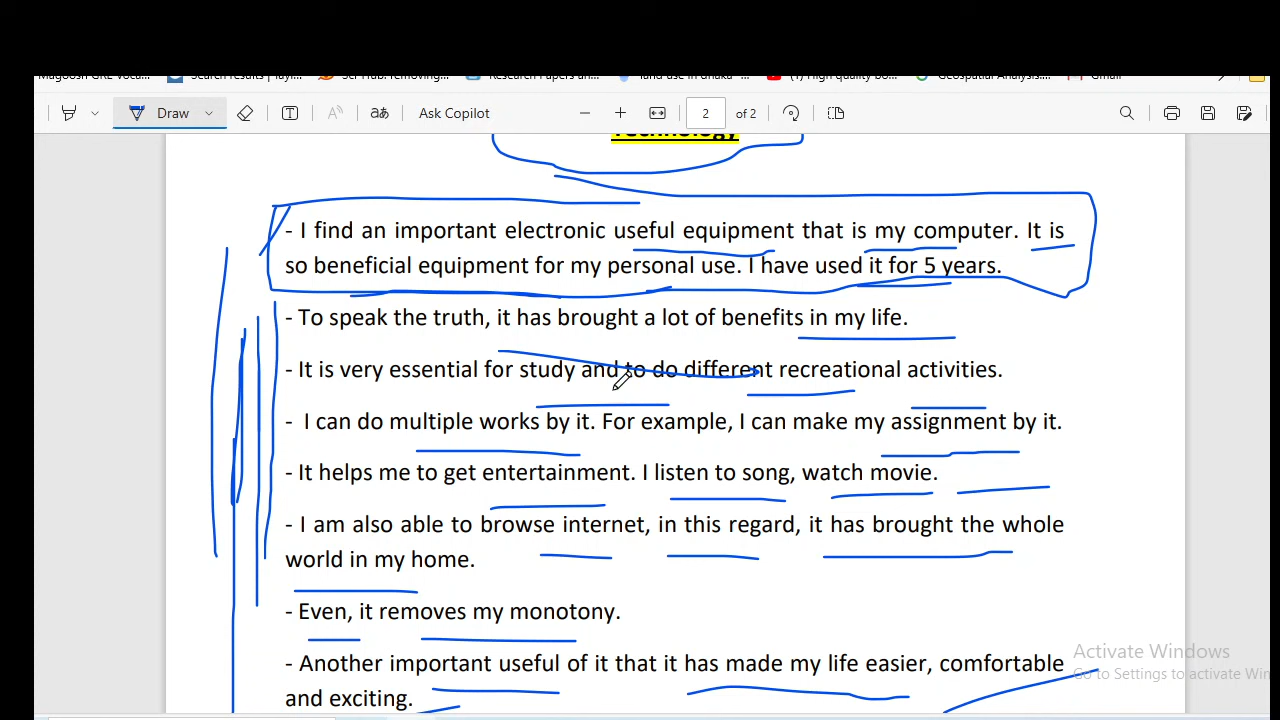 Search results | Tayl...
Draw
Ask Copilot
2
of 2
Technology
- I find an important electronic useful equipment that is my computer. It is
so beneficial equipment for my personal use. I have used it for 5 years.
- To speak the truth, it has brought a lot of benefits in my life.
- It is very essential for study and to do different recreational activities.
- I can do multiple works by it. For example, I can make my assignment by it.
- It helps me to get entertainment. I listen to song, watch movie.
- I am also able to browse internet, in this regard, it has brought the whole
world in my home.
- Even, it removes my monotony.
- Another important useful of it that it has made my life easier, comfortable
and exciting.
Activate Windows
Go to Settings to activate Win